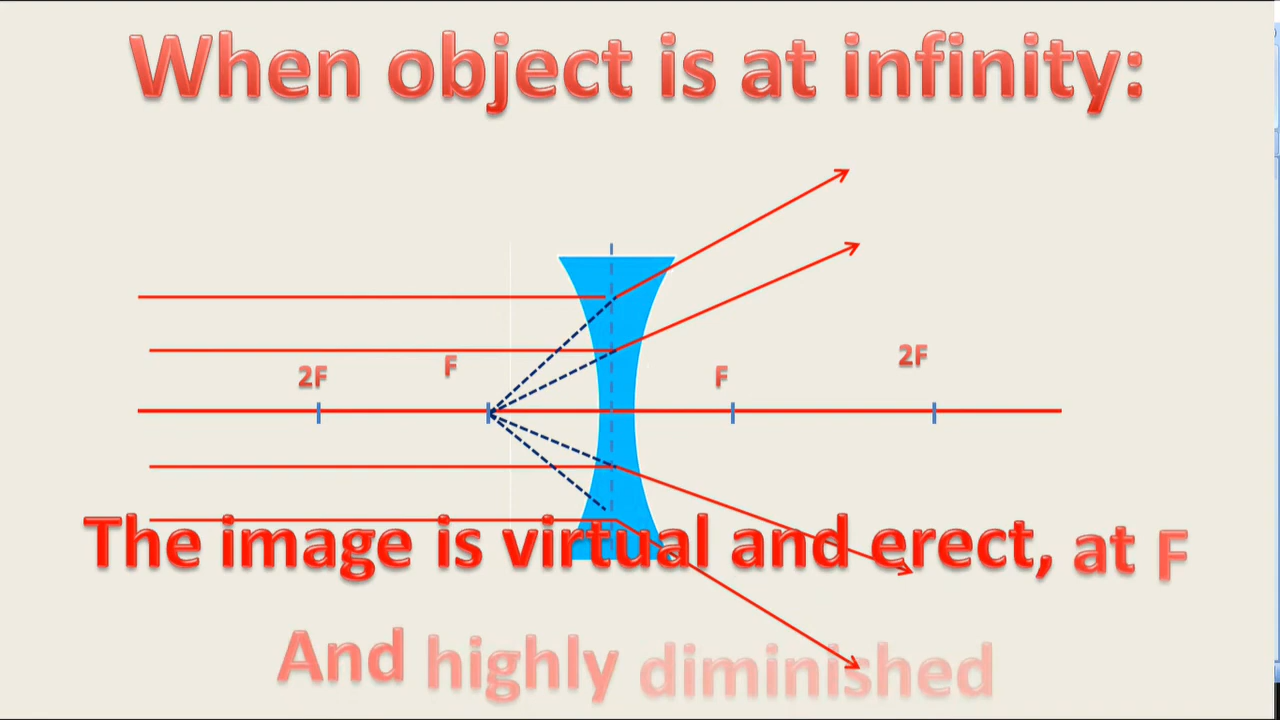 When object is at infinity:
2F
F
F
2F
The image is virtual and erect, at F
And highly diminished